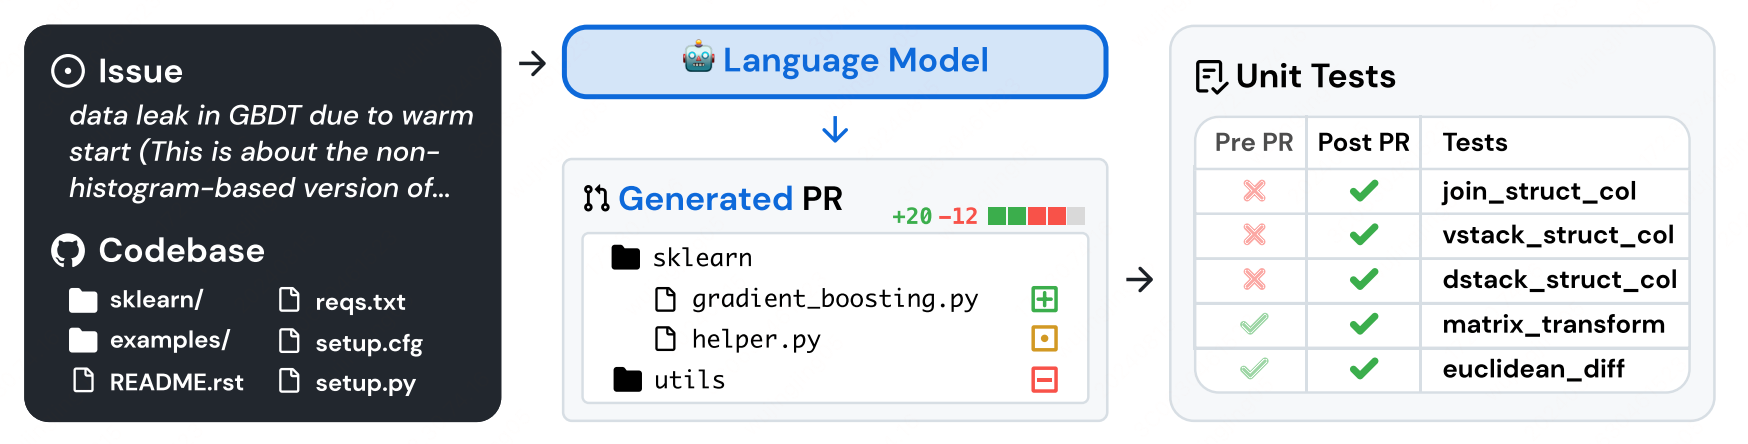 Issue
data leak in GBDT due to warm
start (This is about the non-
histogram-based version of...
Codebase
sklearn/
reqs.txt
examples/
setup.cfg
README.rst
setup.py
Language Model
Generated PR
+20 -12
sklearn
gradient_boosting.py
helper.py
utils
Unit Tests
Pre PR Post PR Tests
join_struct_col
vstack_struct_col
dstack_struct_col
matrix_transform
euclidean_diff